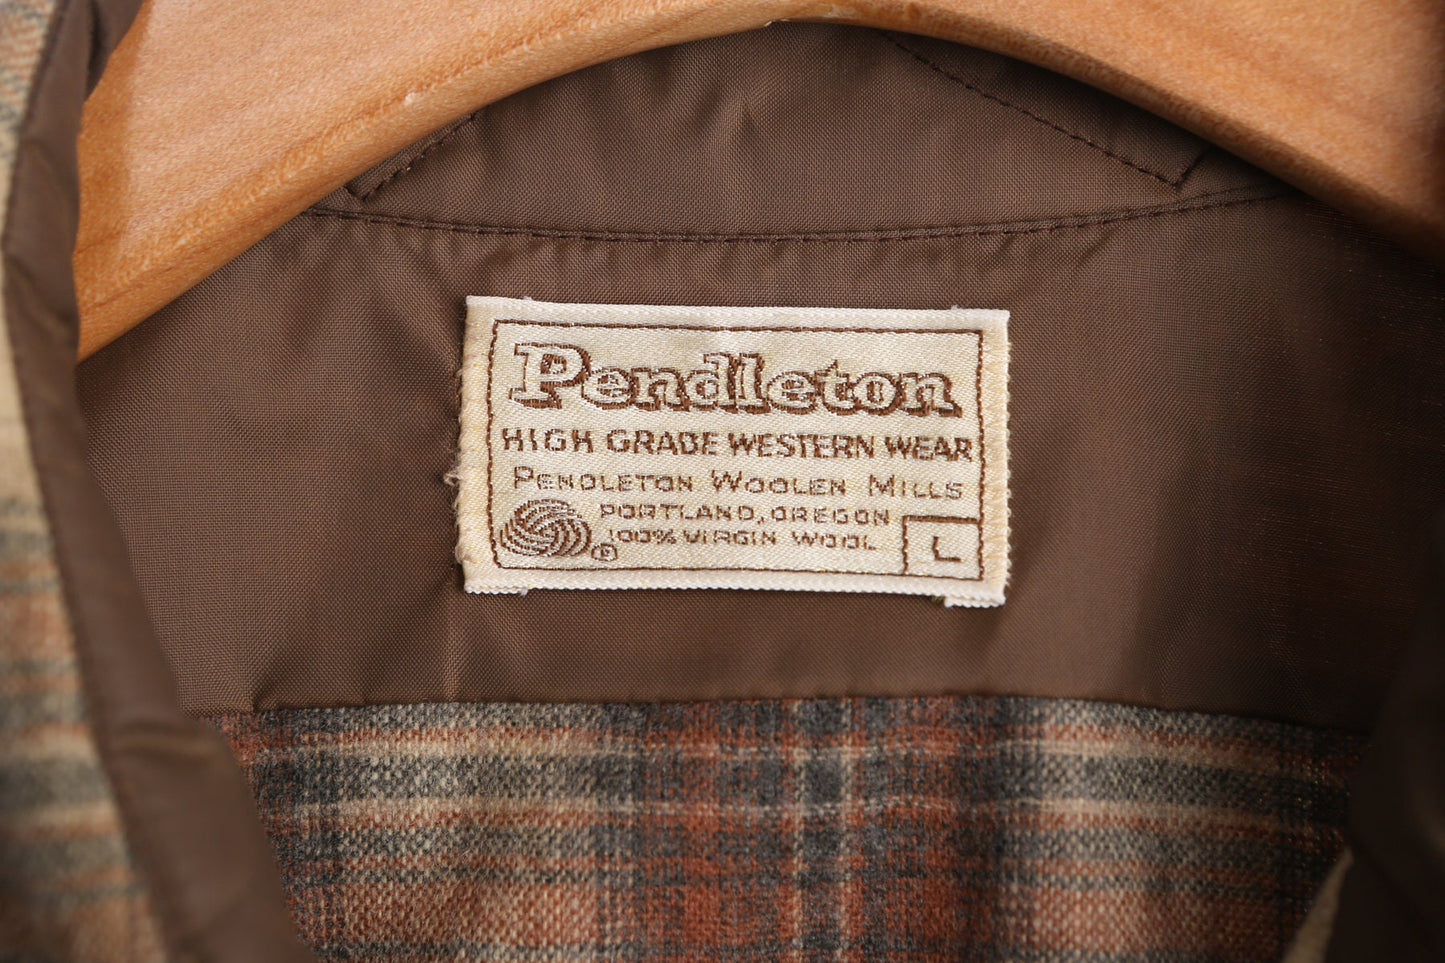 Pendleton
HIGH GRADE WESTERN WEAR
PENDLETON WOOLEN MILLS
PORTLAND, OREGON
100% VIRGIN WOOL
®
L